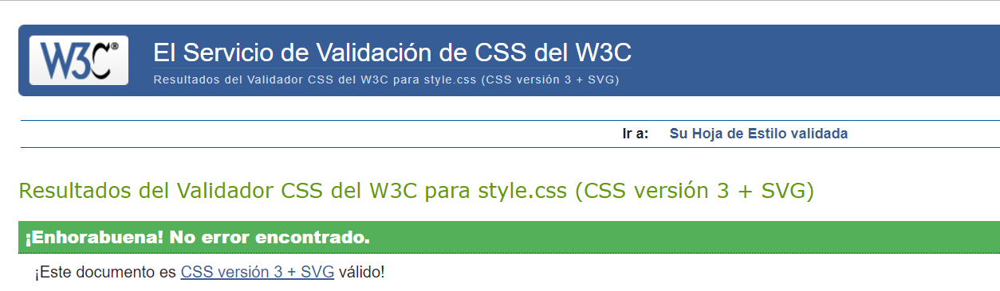 W3C®
El Servicio de Validación de CSS del W3C
Resultados del Validador CSS del W3C para style.css (CSS versión 3 + SVG)
Ir a: Su Hoja de Estilo validada
Resultados del Validador CSS del W3C para style.css (CSS versión 3 + SVG)
¡Enhorabuena! No error encontrado.
¡Este documento es CSS versión 3 + SVG válido!